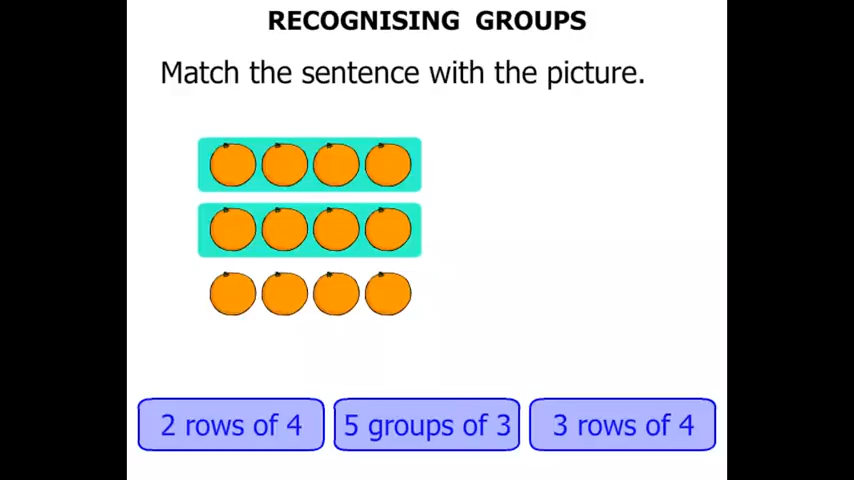 RECOGNISING GROUPS
Match the sentence with the picture.
2 rows of 4
5 groups of 3
3 rows of 4